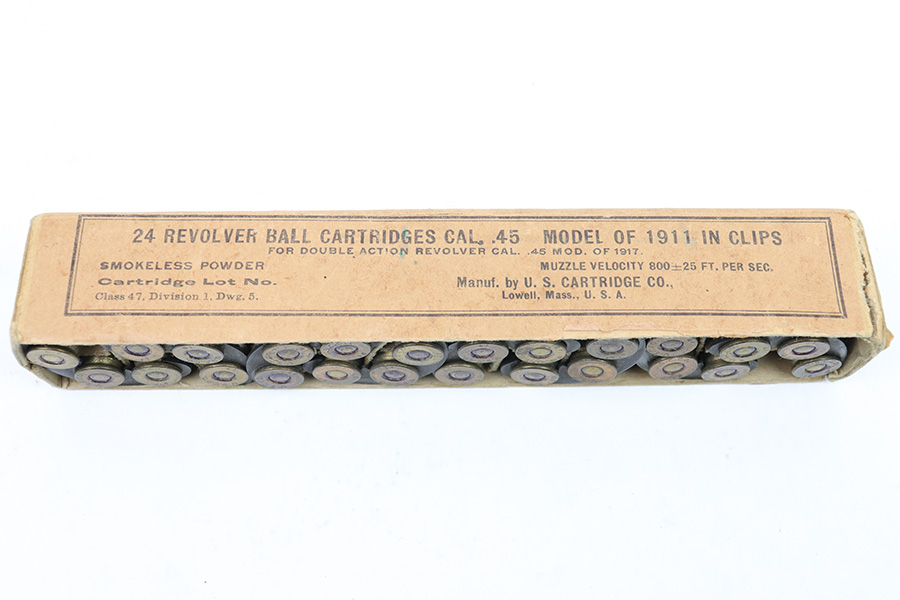 24 REVOLVER BALL CARTRIDGES CAL. .45 MODEL OF 1911 IN CLIPS
FOR DOUBLE ACTION REVOLVER CAL. .45 MOD. OF 1917.
SMOKELESS POWDER MUZZLE VELOCITY 800±25 FT. PER SEC.
Cartridge Lot No. Manuf. by U. S. CARTRIDGE CO.,
Class 47, Division 1, Dwg. 5. Lowell, Mass., U. S. A.